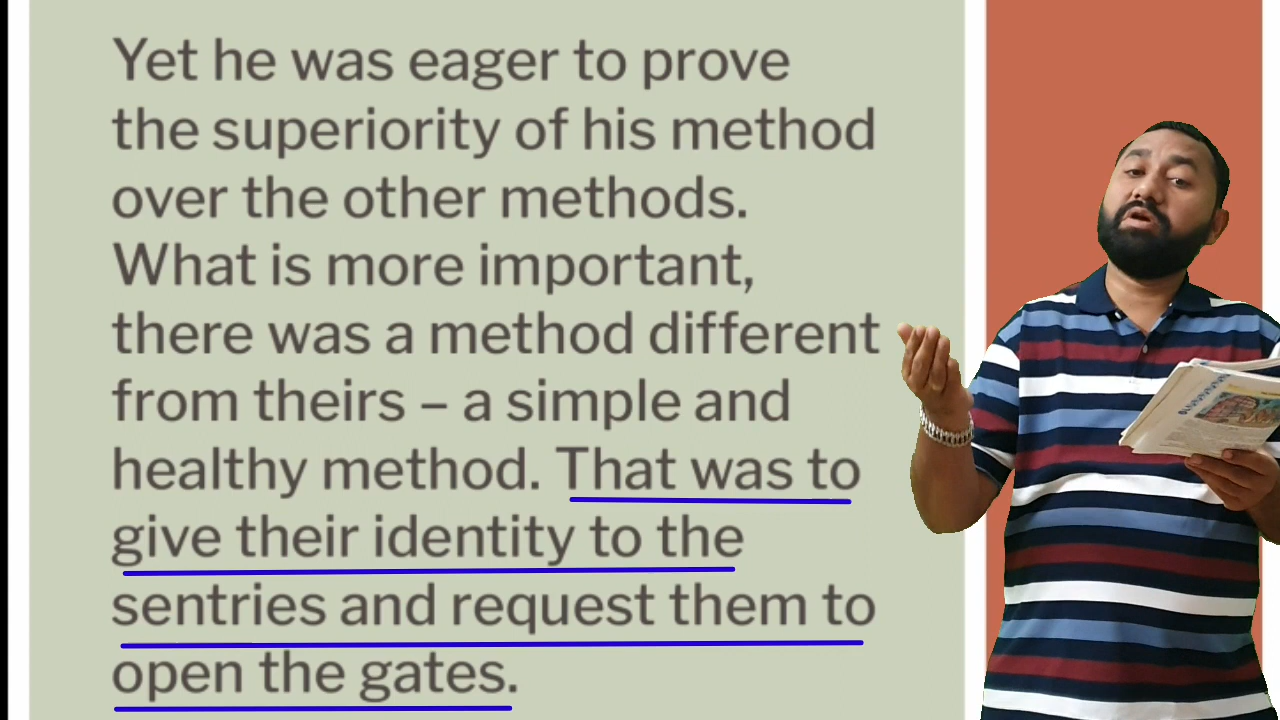 Yet he was eager to prove
the superiority of his method
over the other methods.
What is more important,
there was a method different
from theirs – a simple and
healthy method. That was to
give their identity to the
sentries and request them to
open the gates.